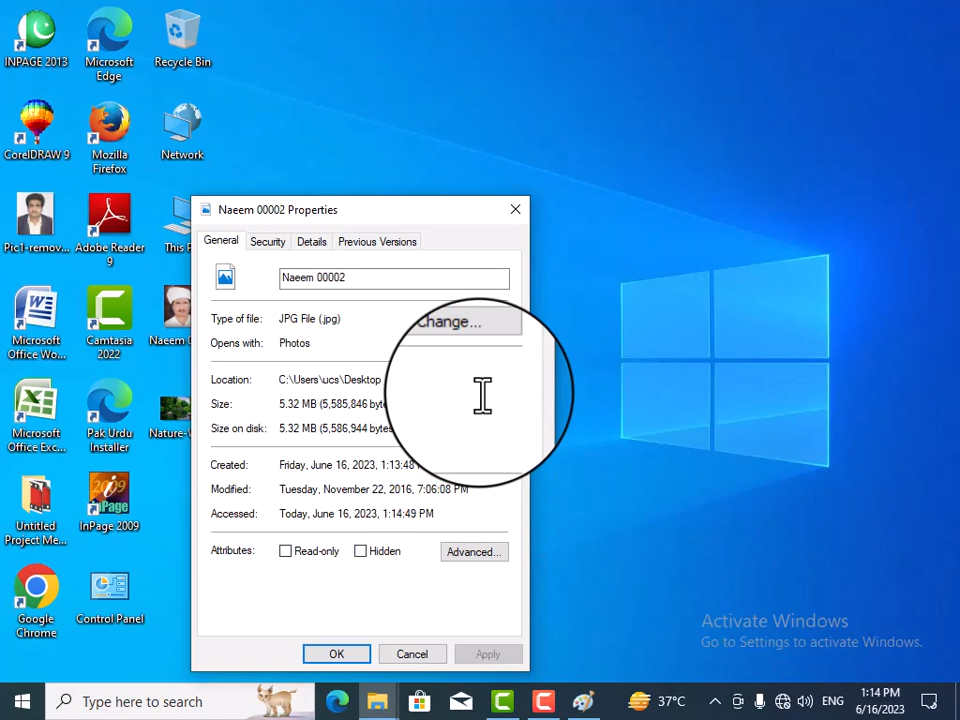 INPAGE 2013
Microsoft
Edge
Recycle Bin
CorelDRAW 9
Mozilla
Firefox
Network
Pic1-remov...
Adobe Reader
9
This P
Microsoft
Office Wo...
Camtasia
2022
Naeem 0
Microsoft
Office Exc...
Pak Urdu
Installer
Nature-W
Untitled
Project Me...
InPage 2009
Google
Chrome
Control Panel
Naeem 00002 Properties
General
Security
Details
Previous Versions
Naeem 00002
Type of file: JPG File (.jpg)
Change...
Opens with: Photos
Location: C:\Users\ucs\Desktop
Size: 5.32 MB (5,585,846 byte
Size on disk: 5.32 MB (5,586,944 bytes
Created: Friday, June 16, 2023, 1:13:48
Modified: Tuesday, November 22, 2016, 7:06:08 PM
Accessed: Today, June 16, 2023, 1:14:49 PM
Attributes: Read-only Hidden Advanced...
OK Cancel Apply
Activate Windows
Go to Settings to activate Windows.
Type here to search
37°C
ENG
1:14 PM
6/16/2023